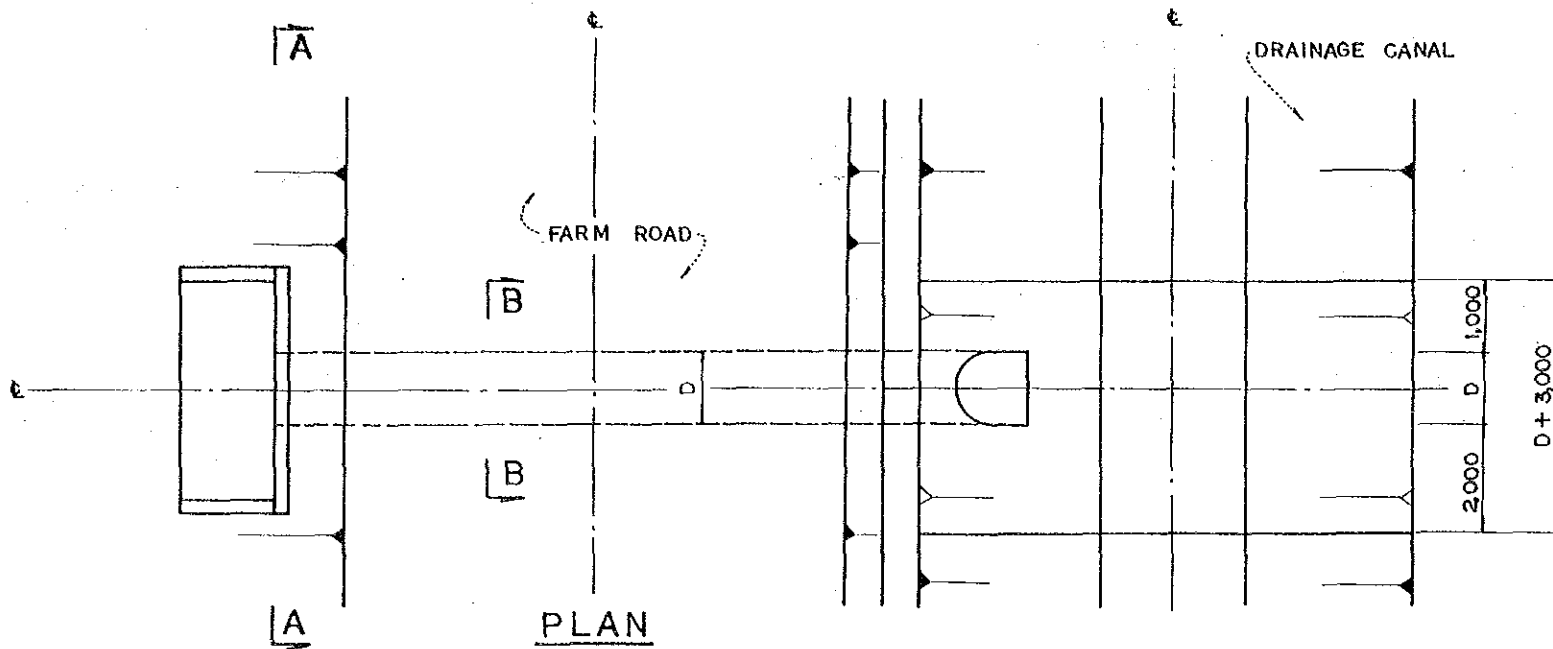 A
℄
℄
DRAINAGE CANAL
FARM ROAD
B
1,000
℄
D
D
D + 3,000
B
2,000
A
PLAN